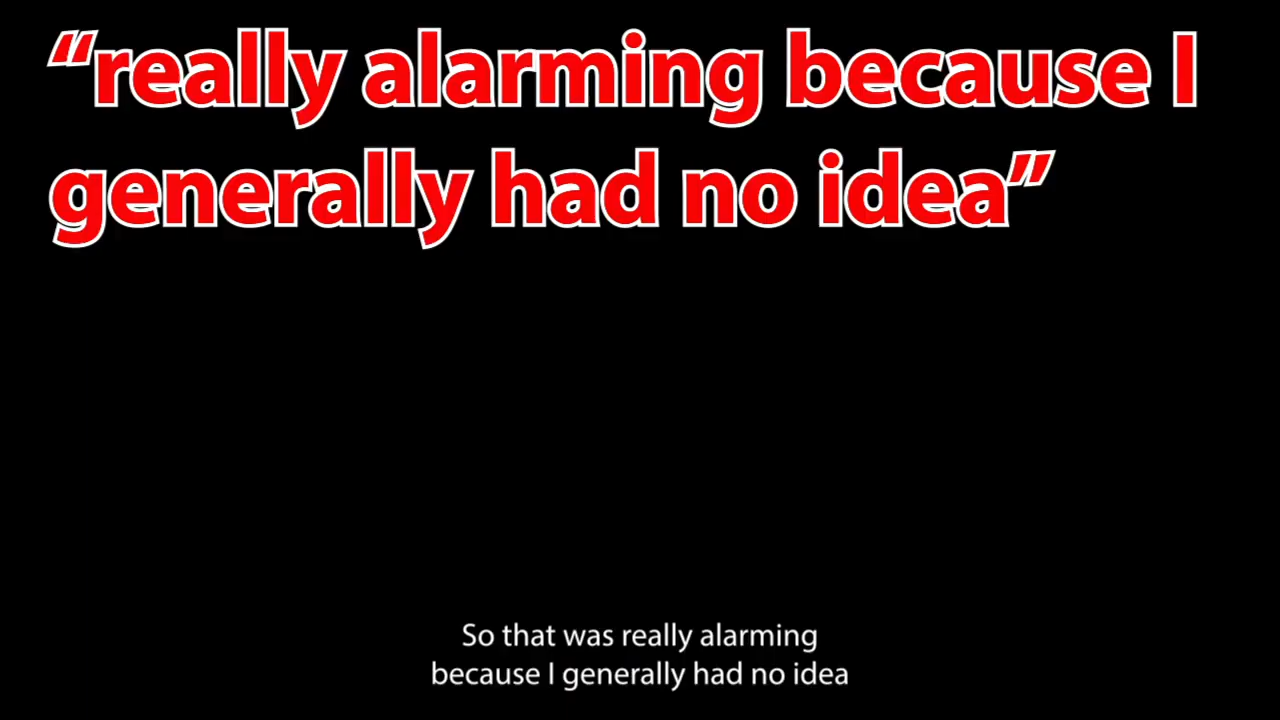 “really alarming because I
generally had no idea”
So that was really alarming
because I generally had no idea